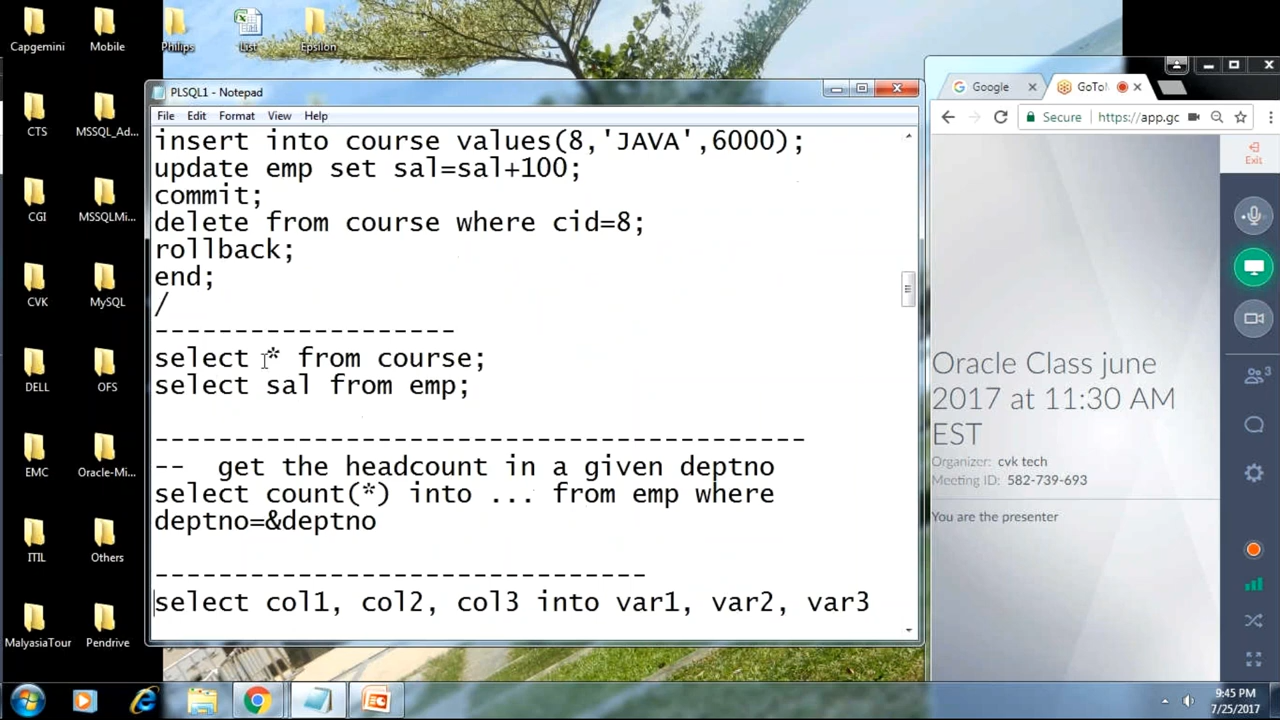 Capgemini
Mobile
Philips
List
Epsilon
CTS
MSSQL_Ad...
CGI
MSSQLMi...
CVK
MySQL
DELL
OFS
EMC
Oracle-Mi...
ITIL
Others
MalyasiaTour
Pendrive
PLSQL1 - Notepad
File Edit Format View Help
insert into course values(8,'JAVA',6000);
update emp set sal=sal+100;
commit;
delete from course where cid=8;
rollback;
end;
/
-------------------
select * from course;
select sal from emp;
-----------------------------------------
-- get the headcount in a given deptno
select count(*) into ... from emp where
deptno=&deptno
-------------------------------
select col1, col2, col3 into var1, var2, var3
Google
GoToM
Secure
https://app.gc
Exit
3
Oracle Class june
2017 at 11:30 AM
EST
Organizer: cvk tech
Meeting ID: 582-739-693
You are the presenter
9:45 PM
7/25/2017